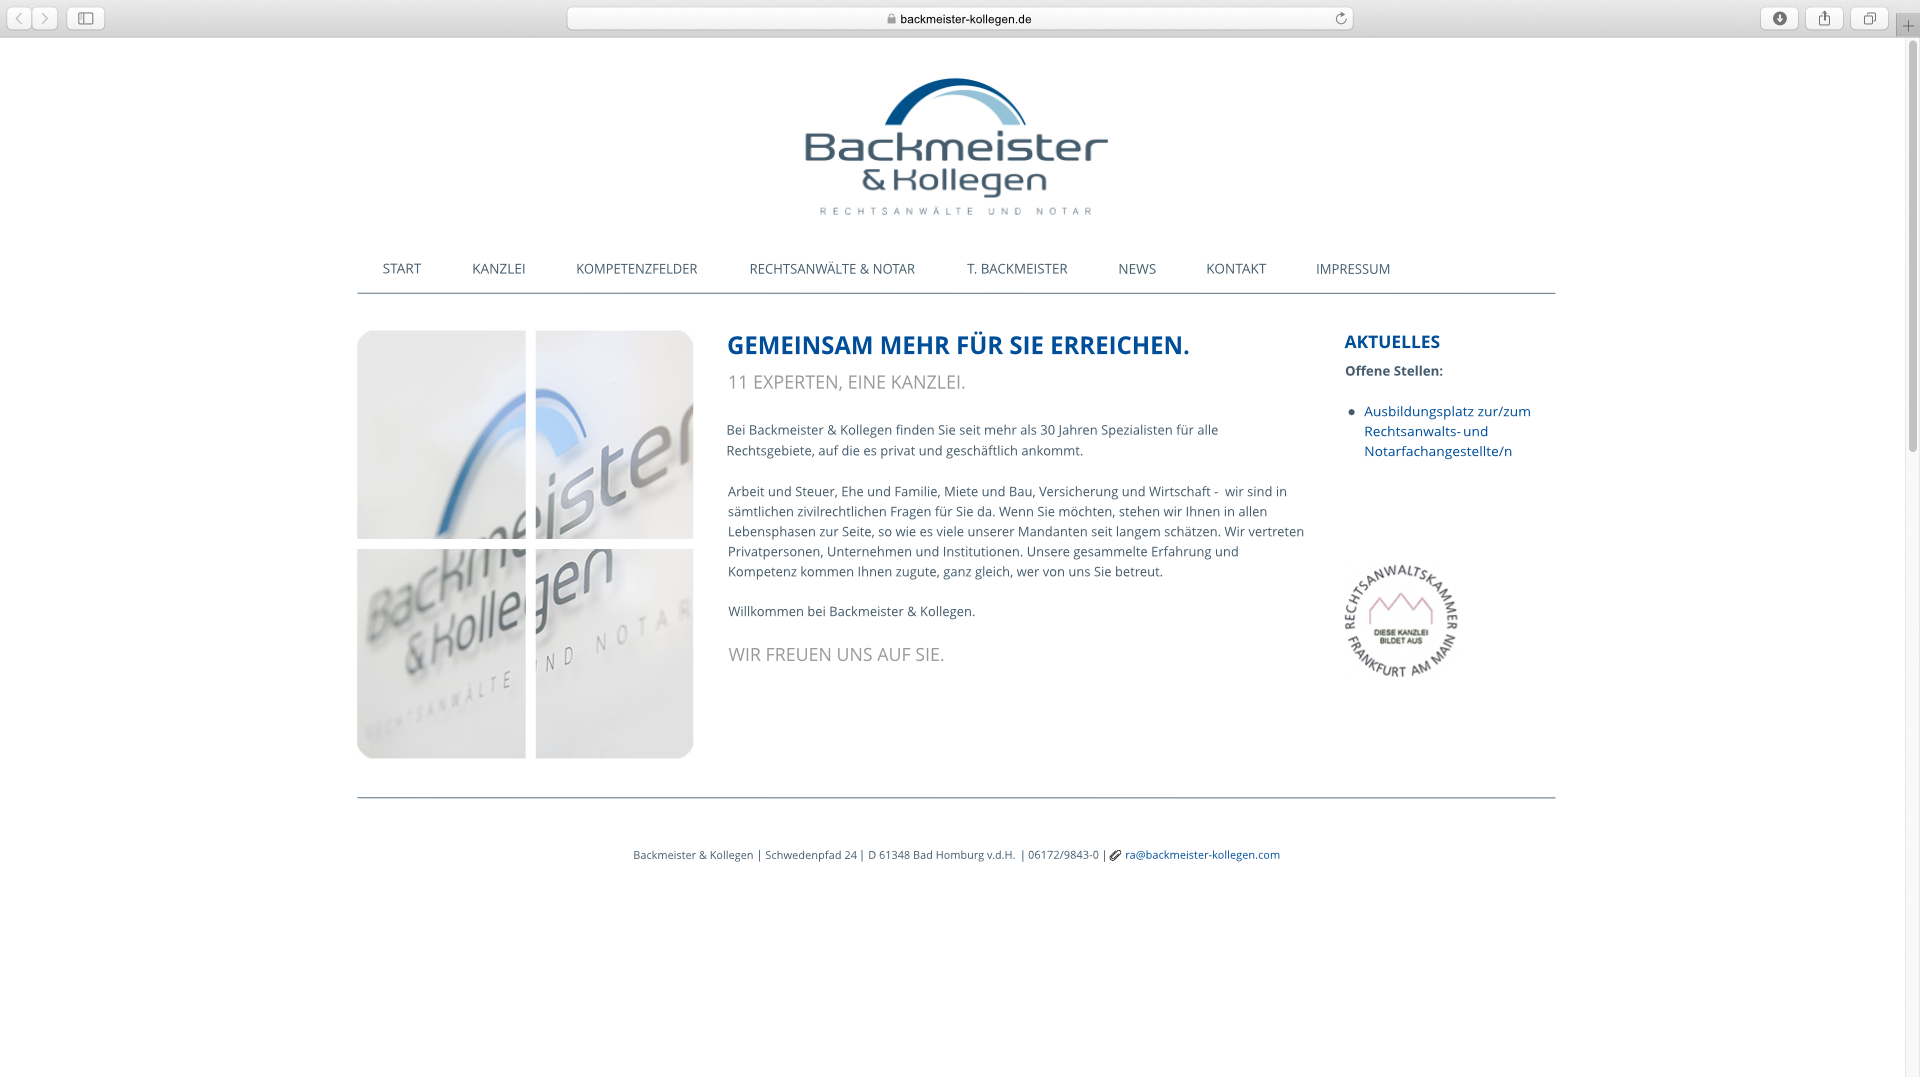 backmeister-kollegen.de
Backmeister
& Kollegen
RECHTSANWÄLTE UND NOTAR
START KANZLEI KOMPETENZFELDER RECHTSANWÄLTE & NOTAR T. BACKMEISTER NEWS KONTAKT IMPRESSUM
Backmeister
& Kollegen
RECHTSANWÄLTE UND NOTAR
GEMEINSAM MEHR FÜR SIE ERREICHEN.
11 EXPERTEN, EINE KANZLEI.
Bei Backmeister & Kollegen finden Sie seit mehr als 30 Jahren Spezialisten für alle
Rechtsgebiete, auf die es privat und geschäftlich ankommt.
Arbeit und Steuer, Ehe und Familie, Miete und Bau, Versicherung und Wirtschaft - wir sind in
sämtlichen zivilrechtlichen Fragen für Sie da. Wenn Sie möchten, stehen wir Ihnen in allen
Lebensphasen zur Seite, so wie es viele unserer Mandanten seit langem schätzen. Wir vertreten
Privatpersonen, Unternehmen und Institutionen. Unsere gesammelte Erfahrung und
Kompetenz kommen Ihnen zugute, ganz gleich, wer von uns Sie betreut.
Willkommen bei Backmeister & Kollegen.
WIR FREUEN UNS AUF SIE.
AKTUELLES
Offene Stellen:
Ausbildungsplatz zur/zum
Rechtsanwalts- und
Notarfachangestellte/n
RECHTSANWALTSKAMMER
DIESE KANZLEI
BILDET AUS
FRANKFURT AM MAIN
Backmeister & Kollegen | Schwedenpfad 24 | D 61348 Bad Homburg v.d.H. | 06172/9843-0 | ra@backmeister-kollegen.com